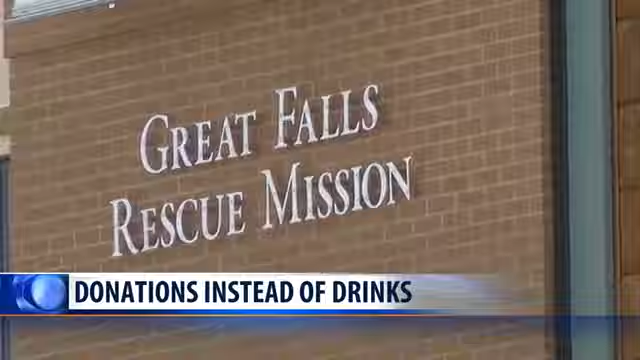 GREAT FALLS
RESCUE MISSION
DONATIONS INSTEAD OF DRINKS